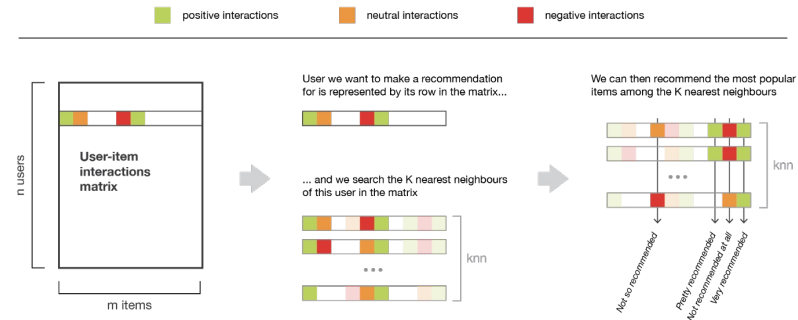 positive interactions
neutral interactions
negative interactions
n users
User-item
interactions
matrix
m items
User we want to make a recommendation
for is represented by its row in the matrix...
... and we search the K nearest neighbours
of this user in the matrix
knn
We can then recommend the most popular
items among the K nearest neighbours
knn
Not so recommended
Pretty recommended
Not recommended at all
Very recommended